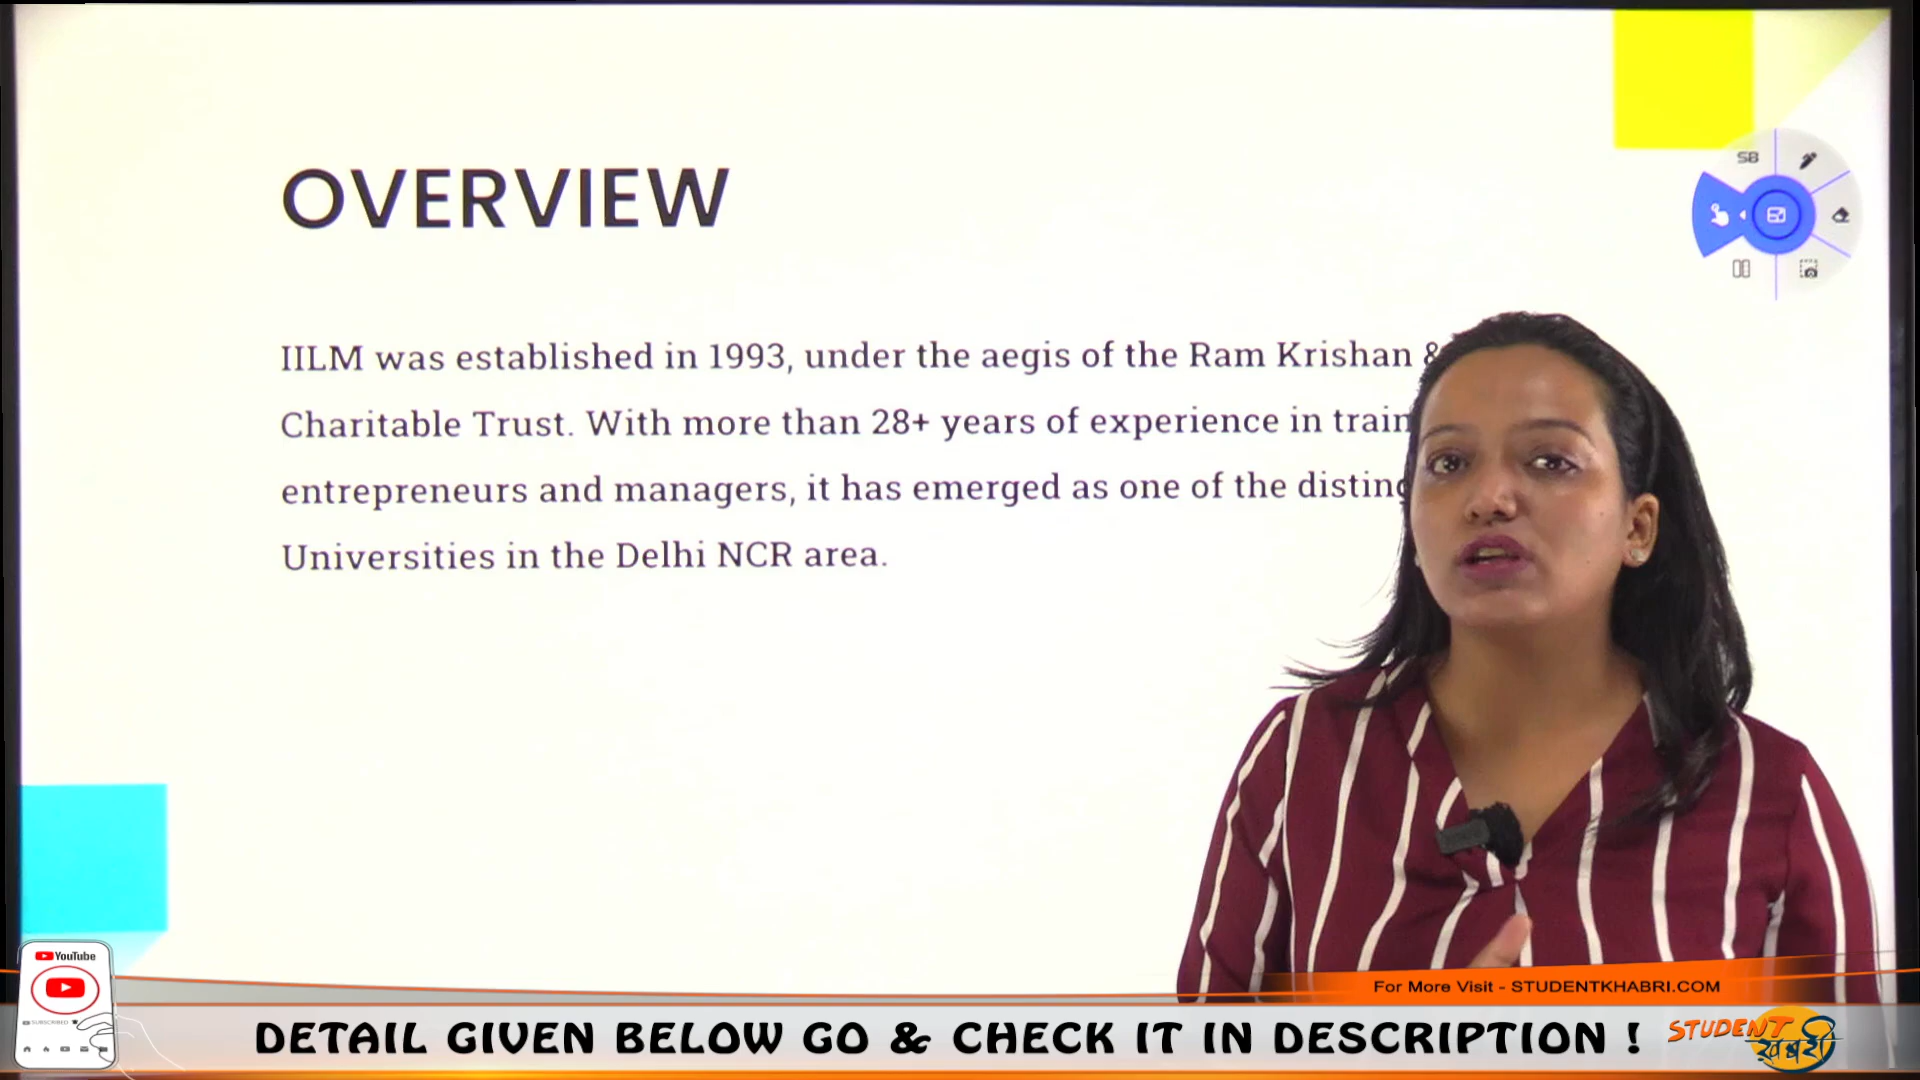 SB
OVERVIEW
IILM was established in 1993, under the aegis of the Ram Krishan &
Charitable Trust. With more than 28+ years of experience in
entrepreneurs and managers, it has emerged as one of the
Universities in the Delhi NCR area.
YouTube
SUBSCRIBED
For More Visit - STUDENTKHABRI.COM
DETAIL GIVEN BELOW GO & CHECK IT IN DESCRIPTION !
STUDENT
खबरी